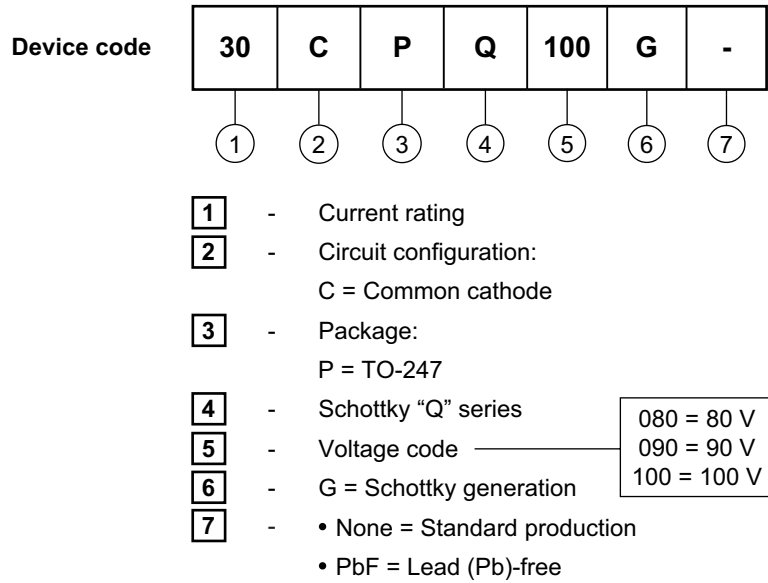 Device code 30 C P Q 100 G -
1 2 3 4 5 6 7
1 - Current rating
2 - Circuit configuration:
C = Common cathode
3 - Package:
P = TO-247
4 - Schottky “Q” series
5 - Voltage code
080 = 80 V
090 = 90 V
100 = 100 V
6 - G = Schottky generation
7 - • None = Standard production
• PbF = Lead (Pb)-free